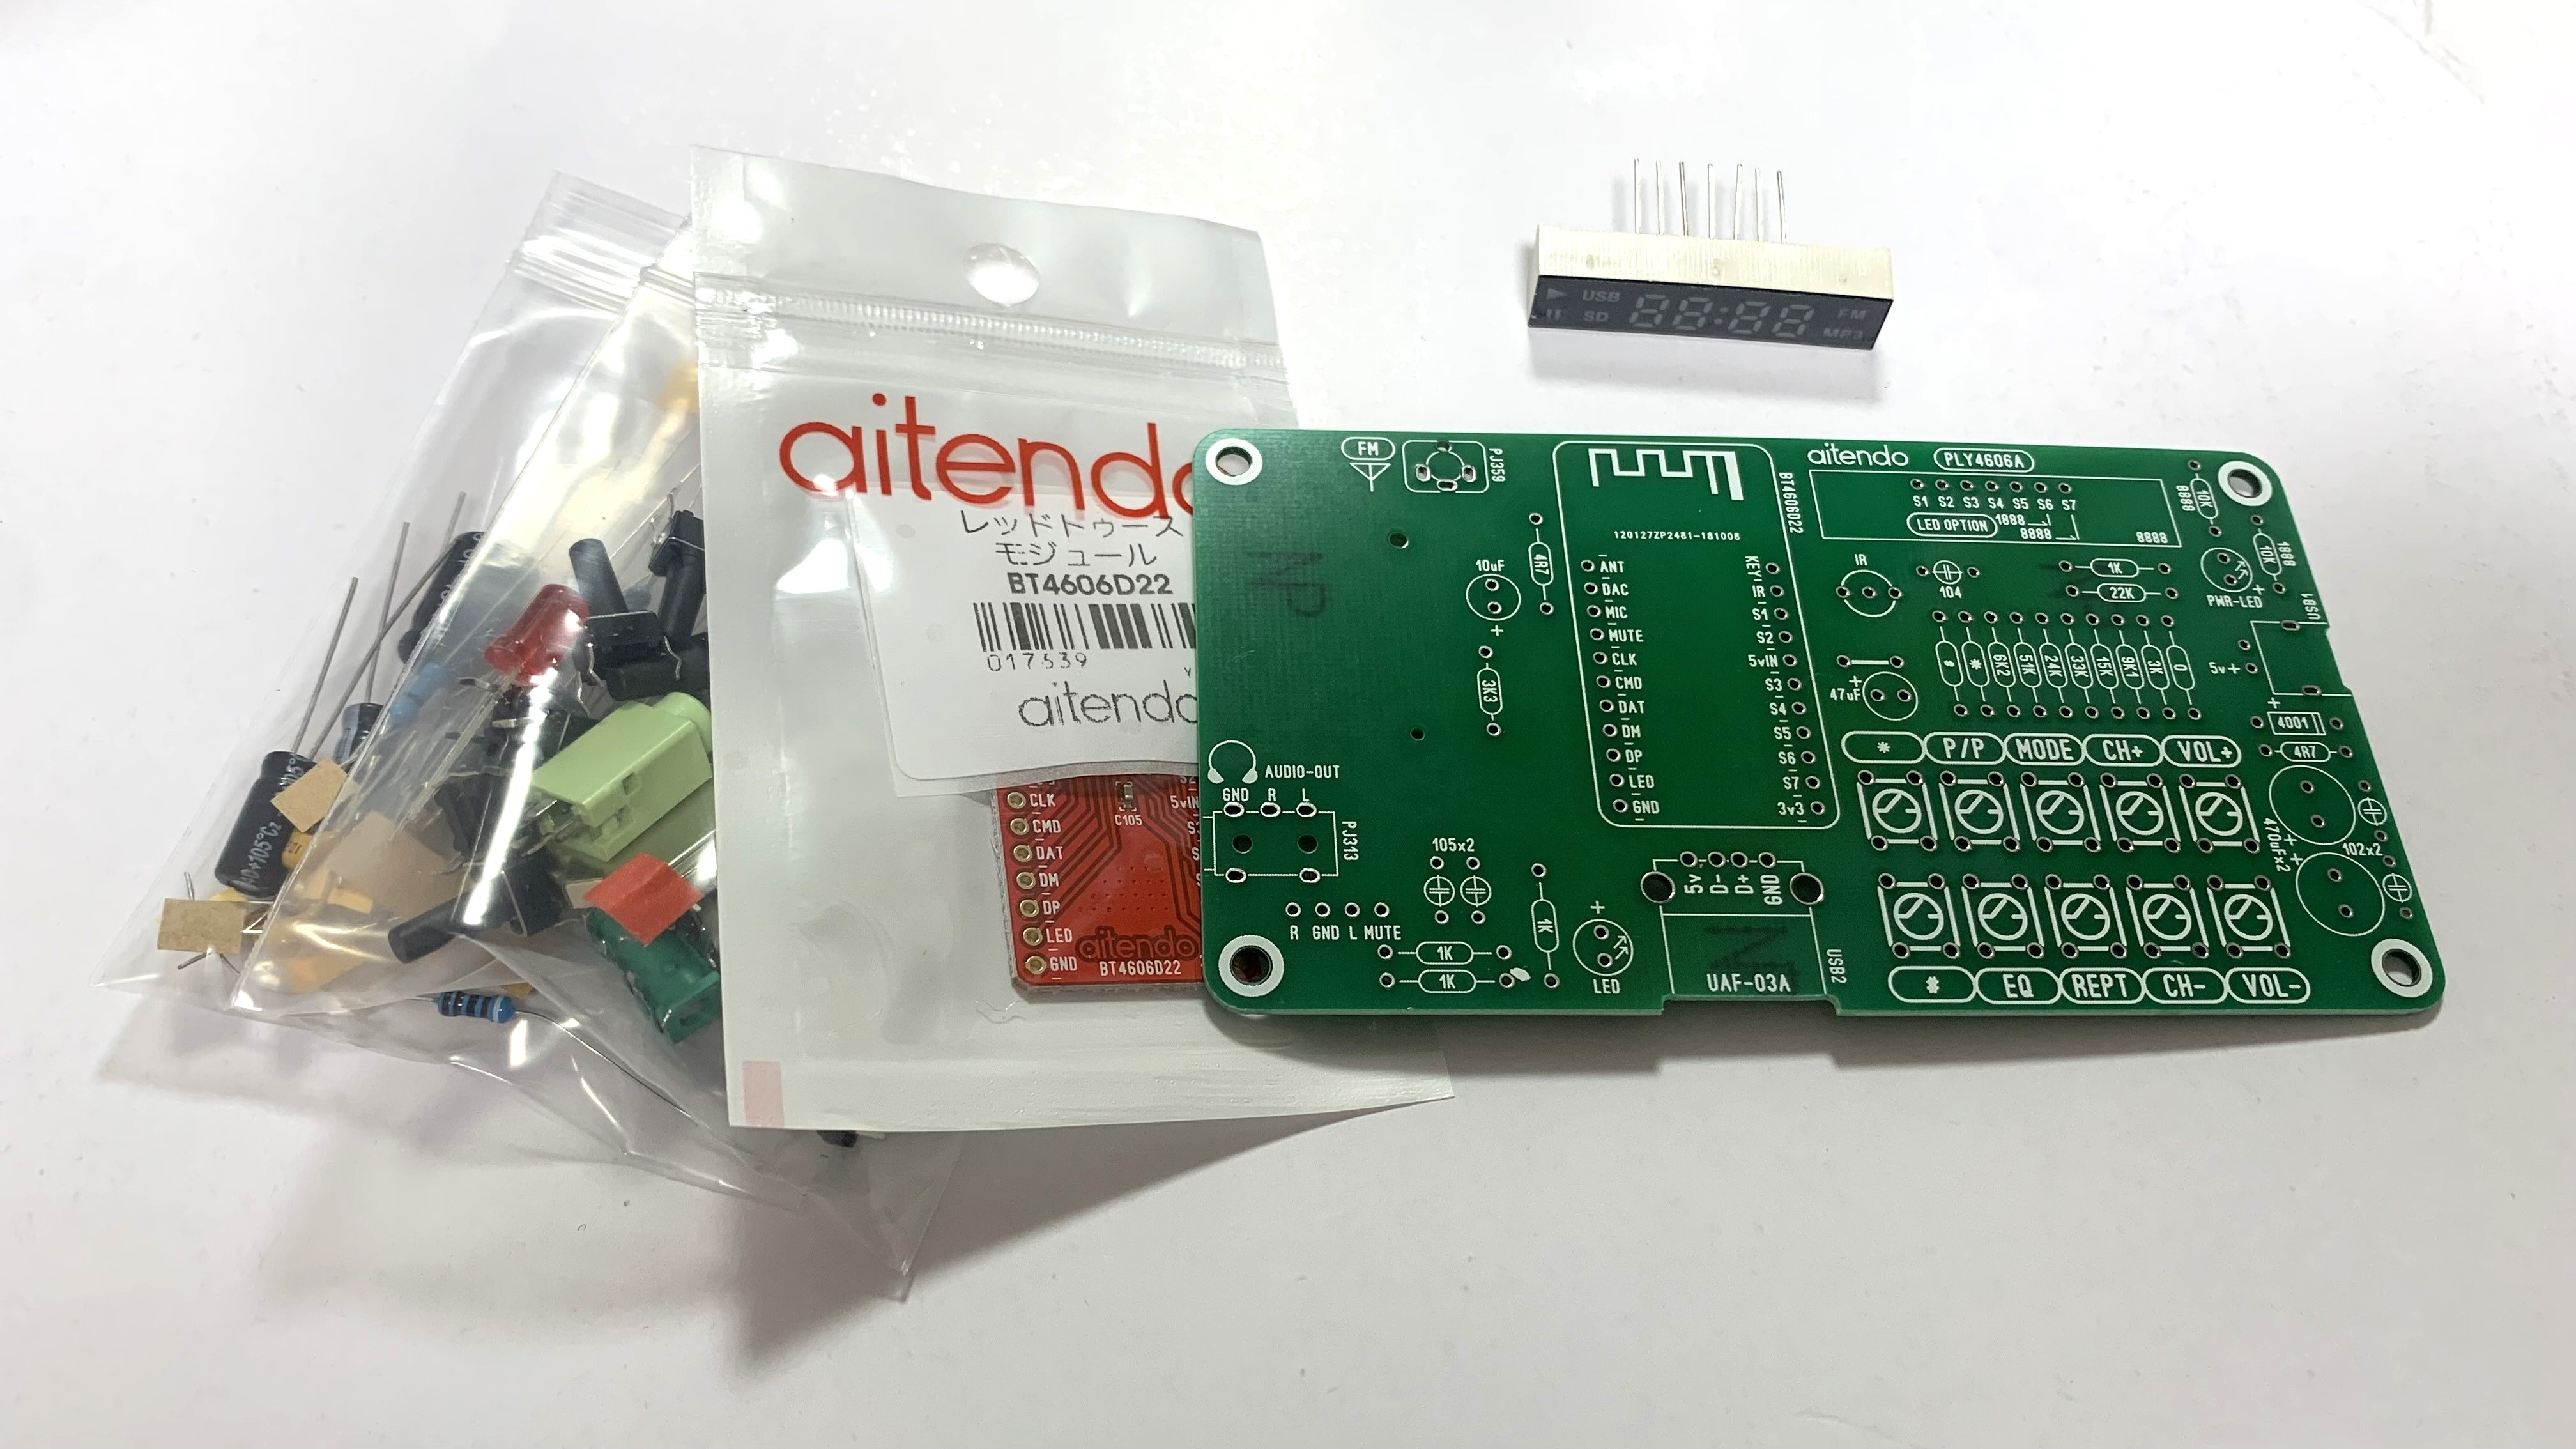 aitendo
レッドトゥース
モジュール
BT4606D22
017639
aitendo
CLK
5vIN
C105
CMD
DAT
DM
DP
LED
aitendo
GND
BT4606D22
USB
88:88
FM
SD
MP3
FM
PJ359
BT4606D22
120127ZP2481-181008
ANT
DAC
MIC
MUTE
CLK
CMD
DAT
DM
DP
LED
GND
KEY
IR
S1
S2
5vIN
S3
S4
S5
S6
S7
3v3
10uF
+
4R7
3K3
AUDIO-OUT
GND R L
PJ313
105x2
R GND L MUTE
1K
1K
1K
+
LED
5v D- D+ GND
UAF-03A
USB2
aitendo PLY4606A
S1 S2 S3 S4 S5 S6 S7
LED OPTION
1888
8888
8888
8888
10K
1888
10K
PWR-LED
+
IR
104
1K
22K
* # 6K2 51K 24K 33K 15K 9K1 3K 0
USB1
5v+
+
47uF
+
4001
4R7
470uFx2
102x2
* P/P MODE CH+ VOL+
# EQ REPT CH- VOL-